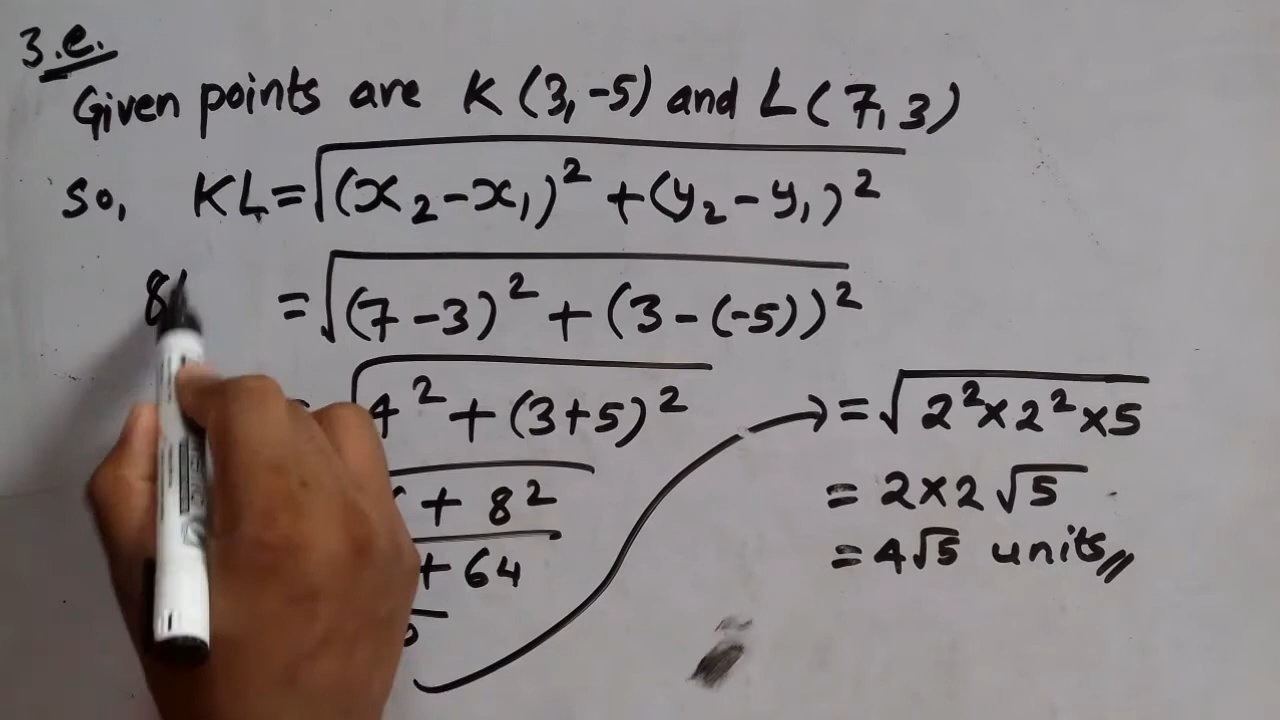 3.e.
Given points are K (3, -5) and L (7, 3)
So, KL = √(x₂ - x₁)² + (y₂ - y₁)²
8
= √(7 - 3)² + (3 - (-5))²
4² + (3+5)²
+ 8²
+ 64
→ = √2² × 2² × 5
= 2 × 2 √5
= 4√5 units